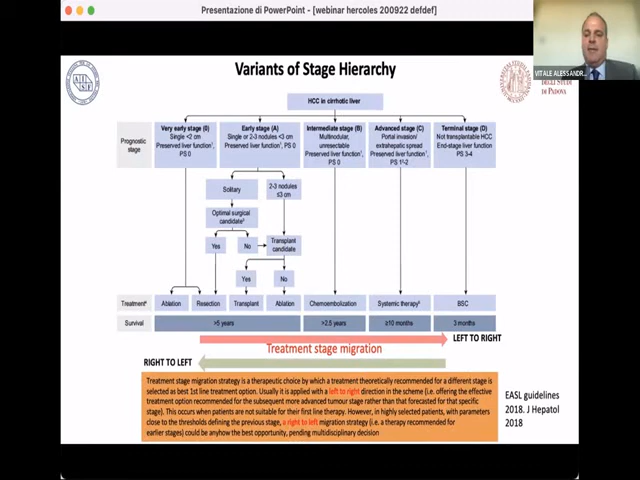 Presentazione di PowerPoint - [webinar hercoles 200922 defdef]
VITALE ALESSANDR...
Variants of Stage Hierarchy
DEGLI STUDI
DI PADOVA
HCC in cirrhotic liver
Prognostic
stage
Very early stage (0)
Single <2 cm
Preserved liver function¹,
PS 0
Early stage (A)
Single or 2-3 nodules <3 cm
Preserved liver function¹, PS 0
Intermediate stage (B)
Multinodular,
unresectable
Preserved liver function¹,
PS 0
Advanced stage (C)
Portal invasion/
extrahepatic spread
Preserved liver function¹,
PS 1²-2
Terminal stage (D)
Not transplantable HCC
End-stage liver function
PS 3-4
Solitary
2-3 nodules
≤3 cm
Optimal surgical
candidate³
Yes
No
Transplant
candidate
Yes
No
Treatment⁴
Ablation
Resection
Transplant
Ablation
Chemoembolization
Systemic therapy⁵
BSC
Survival
>5 years
>2.5 years
≥10 months
3 months
LEFT TO RIGHT
Treatment stage migration
RIGHT TO LEFT
Treatment stage migration strategy is a therapeutic choice by which a treatment theoretically recommended for a different stage is
selected as best 1st line treatment option. Usually it is applied with a left to right direction in the scheme (i.e. offering the effective
treatment option recommended for the subsequent more advanced tumour stage rather than that forecasted for that specific
stage). This occurs when patients are not suitable for their first line therapy. However, in highly selected patients, with parameters
close to the thresholds defining the previous stage, a right to left migration strategy (i.e. a therapy recommended for
earlier stages) could be anyhow the best opportunity, pending multidisciplinary decision
EASL guidelines
2018. J Hepatol
2018